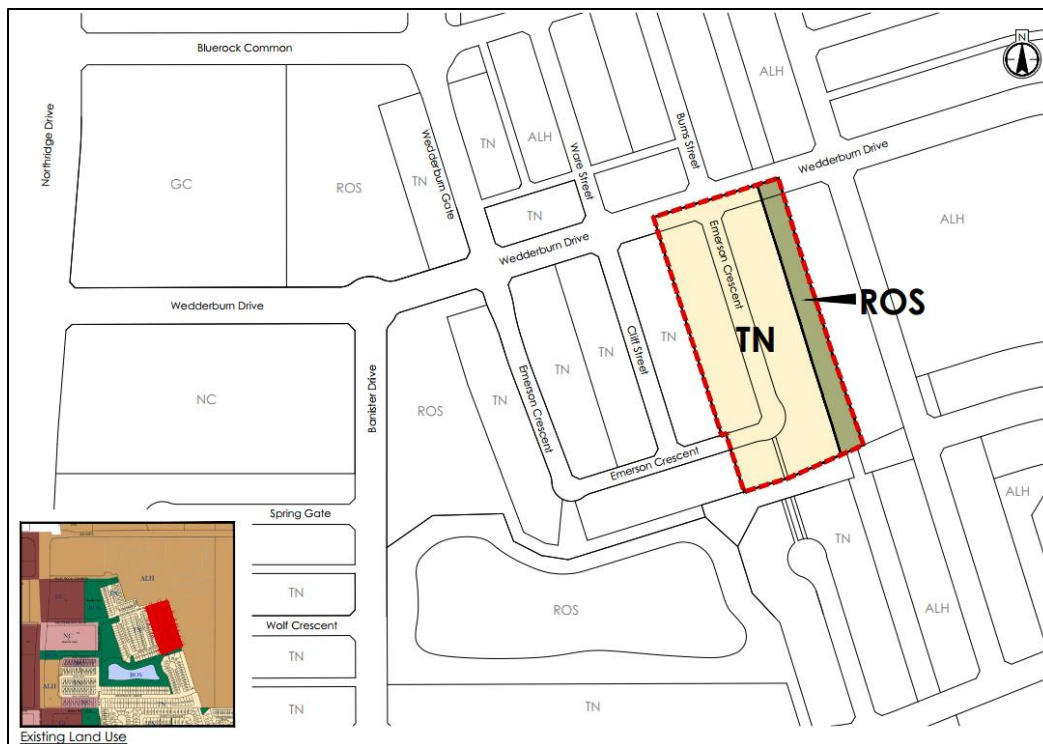 Bluerock Common
N
ALH
Northridge Drive
Wedderburn Gate
TN
ALH
Ware Street
Burns Street
Wedderburn Drive
GC
ROS
TN
TN
ALH
Wedderburn Drive
Emerson Crescent
ROS
Wedderburn Drive
TN
Cliff Street
TN
TN
TN
Emerson Crescent
TN
ROS
NC
Banister Drive
Emerson Crescent
ALH
Spring Gate
TN
TN
ROS
ALH
Wolf Crescent
TN
TN
TN
ALH
NC
ROS
ALH
TN
Existing Land Use